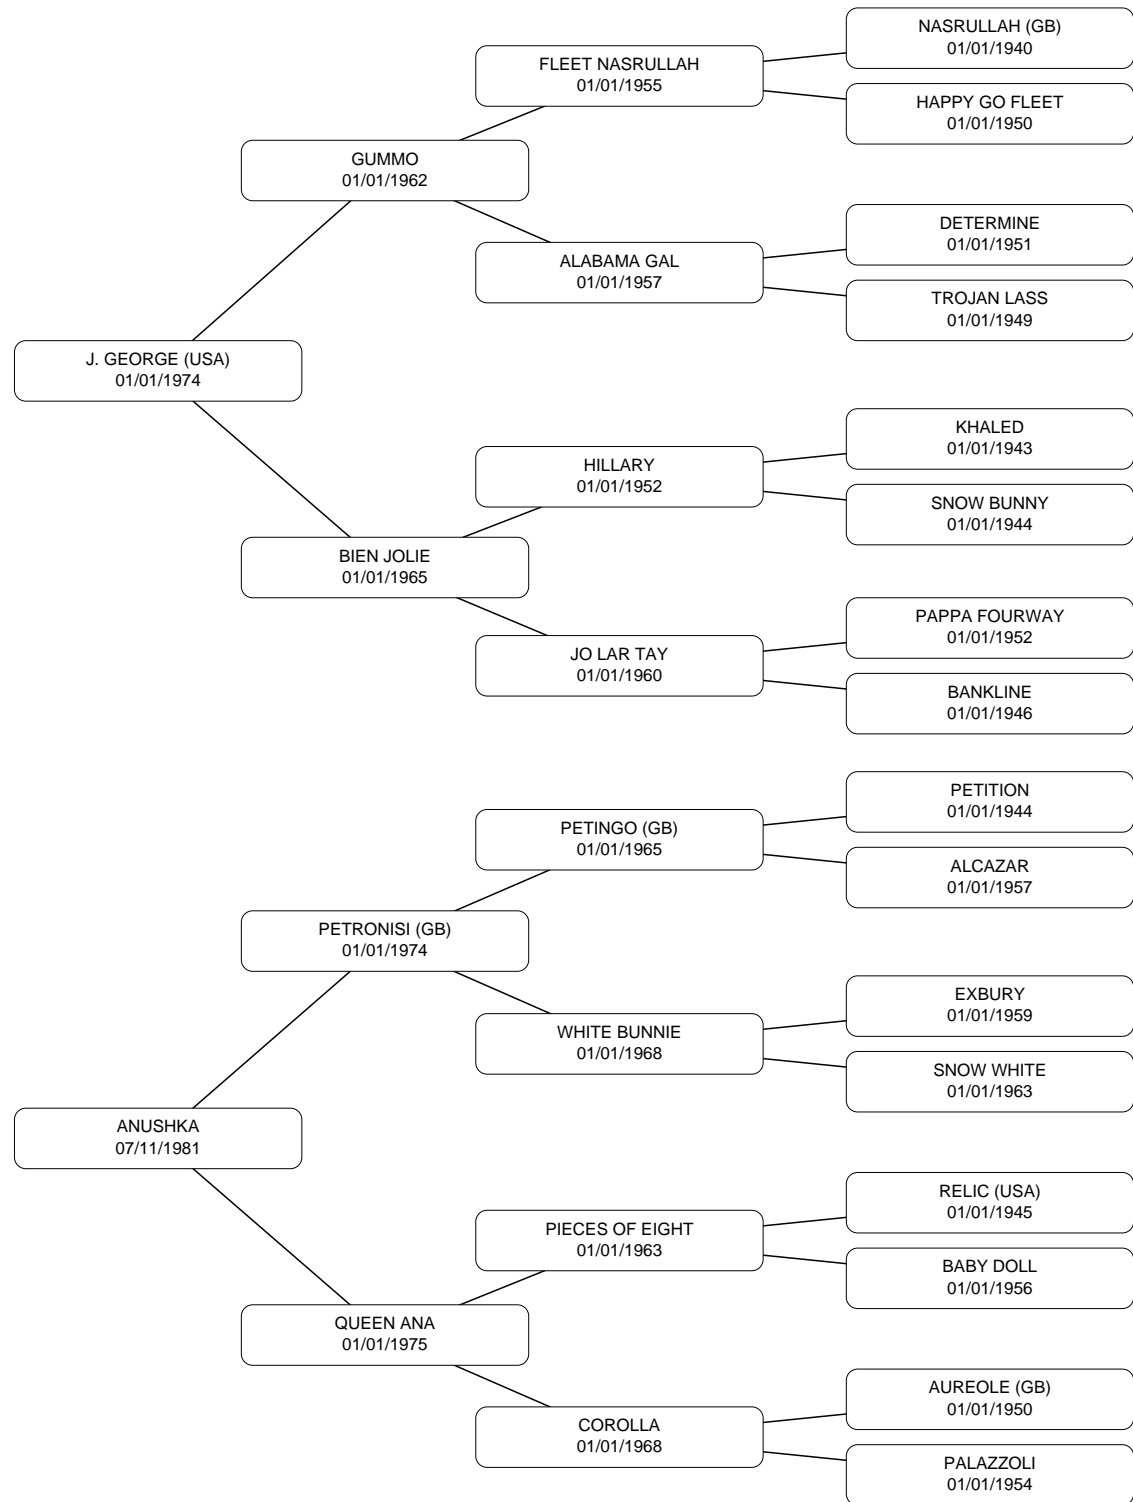 NASRULLAH (GB)
01/01/1940
FLEET NASRULLAH
01/01/1955
HAPPY GO FLEET
01/01/1950
GUMMO
01/01/1962
DETERMINE
01/01/1951
ALABAMA GAL
01/01/1957
TROJAN LASS
01/01/1949
J. GEORGE (USA)
01/01/1974
KHALED
01/01/1943
HILLARY
01/01/1952
SNOW BUNNY
01/01/1944
BIEN JOLIE
01/01/1965
PAPPA FOURWAY
01/01/1952
JO LAR TAY
01/01/1960
BANKLINE
01/01/1946
PETITION
01/01/1944
PETINGO (GB)
01/01/1965
ALCAZAR
01/01/1957
PETRONISI (GB)
01/01/1974
EXBURY
01/01/1959
WHITE BUNNIE
01/01/1968
SNOW WHITE
01/01/1963
ANUSHKA
07/11/1981
RELIC (USA)
01/01/1945
PIECES OF EIGHT
01/01/1963
BABY DOLL
01/01/1956
QUEEN ANA
01/01/1975
AUREOLE (GB)
01/01/1950
COROLLA
01/01/1968
PALAZZOLI
01/01/1954